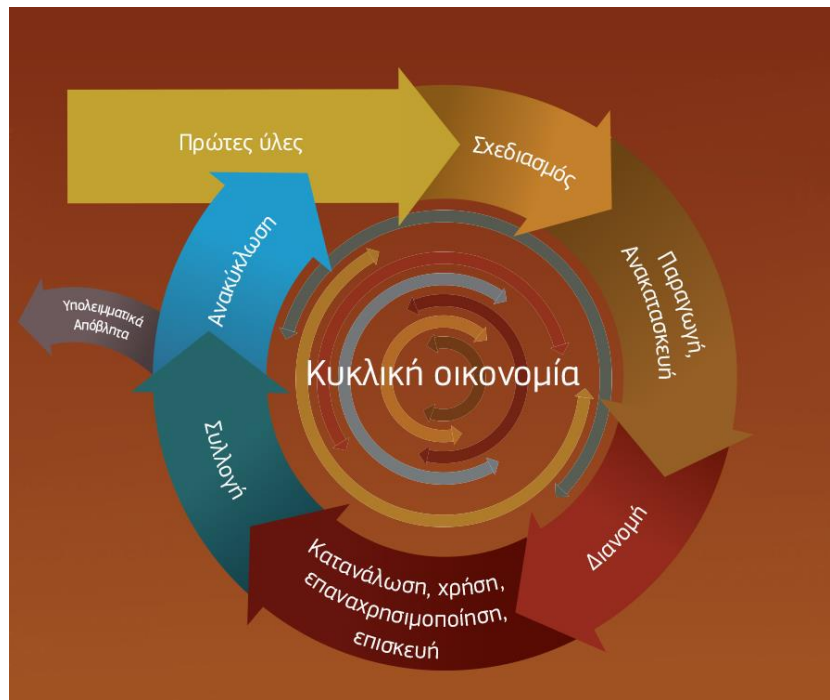 Πρώτες ύλες
Σχεδιασμός
Παραγωγή,
Ανακατασκευή
Διανομή
Κατανάλωση, χρήση,
επαναχρησιμοποίηση,
επισκευή
Συλλογή
Ανακύκλωση
Υπολειμματικά
Απόβλητα
Κυκλική οικονομία